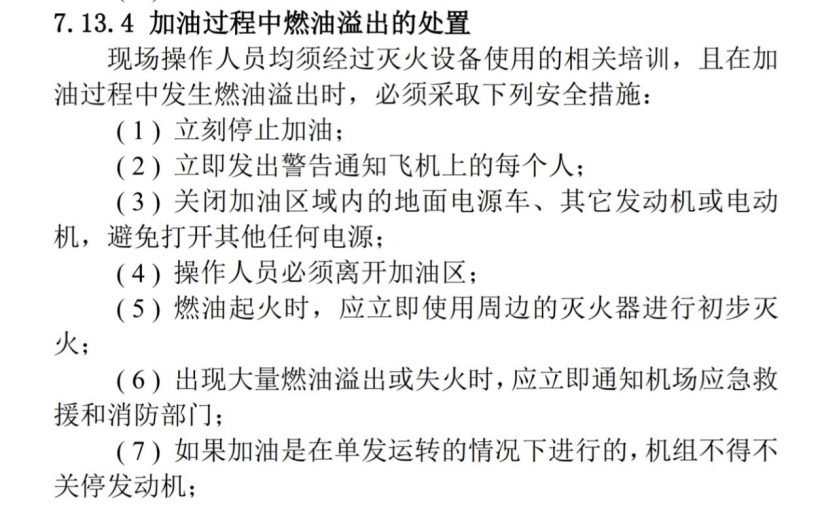 7.13.4 加油过程中燃油溢出的处置
现场操作人员均须经过灭火设备使用的相关培训，且在加
油过程中发生燃油溢出时，必须采取下列安全措施：
(1) 立刻停止加油；
(2) 立即发出警告通知飞机上的每个人；
(3) 关闭加油区域内的地面电源车、其它发动机或电动
机，避免打开其他任何电源；
(4) 操作人员必须离开加油区；
(5) 燃油起火时，应立即使用周边的灭火器进行初步灭
火；
(6) 出现大量燃油溢出或失火时，应立即通知机场应急救
援和消防部门；
(7) 如果加油是在单发运转的情况下进行的，机组不得不
关停发动机；